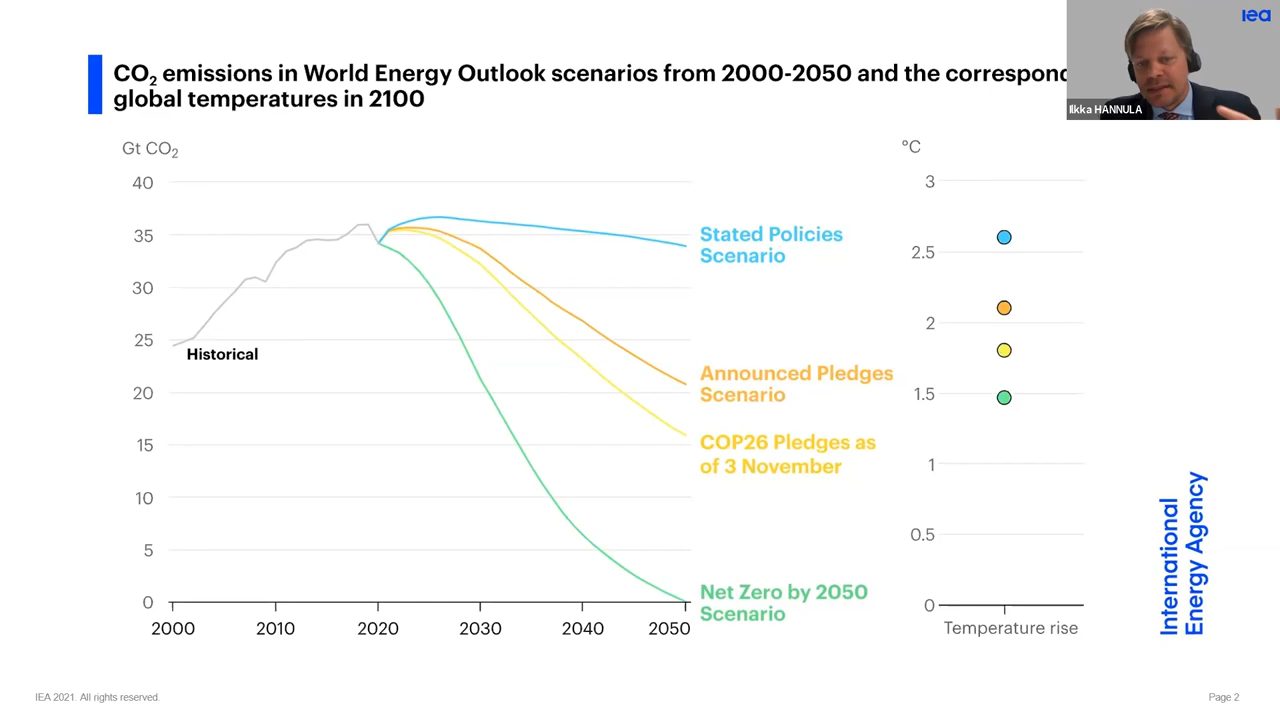 CO₂ emissions in World Energy Outlook scenarios from 2000-2050 and the
global temperatures in 2100
iea
Ilkka HANNULA
Gt CO₂
40
35
30
25
20
15
10
5
0
2000
2010
2020
2030
2040
2050
Historical
Stated Policies
Scenario
Announced Pledges
Scenario
COP26 Pledges as
of 3 November
Net Zero by 2050
Scenario
°C
3
2.5
2
1.5
1
0.5
0
Temperature rise
International
Energy Agency
IEA 2021. All rights reserved.
Page 2